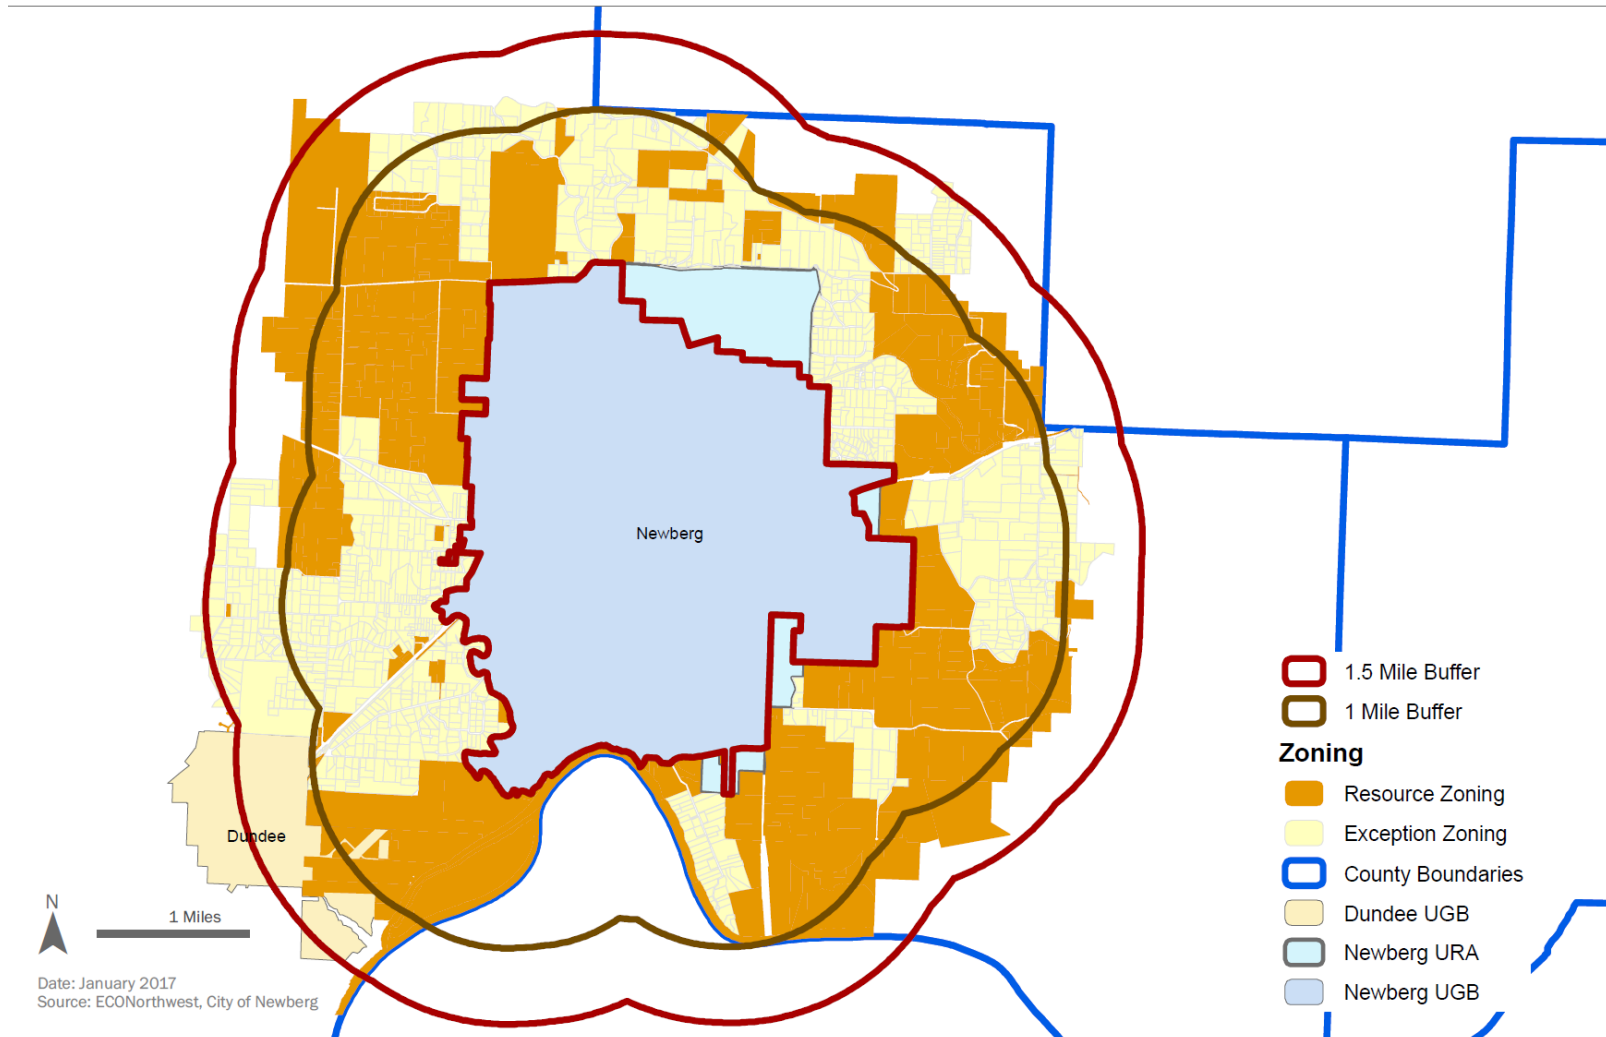 Newberg
Dundee
N
1 Miles
Date: January 2017
Source: ECONorthwest, City of Newberg
1.5 Mile Buffer
1 Mile Buffer
Zoning
Resource Zoning
Exception Zoning
County Boundaries
Dundee UGB
Newberg URA
Newberg UGB